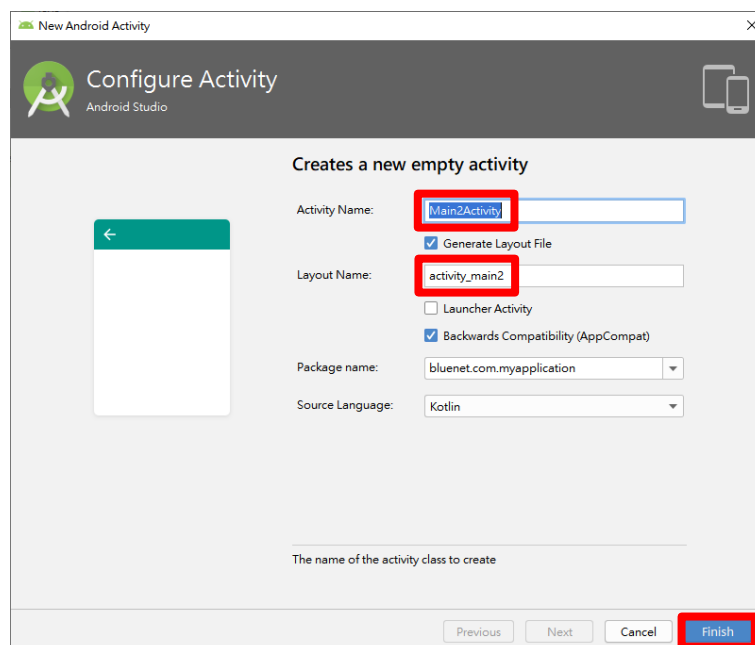 New Android Activity
Configure Activity
Android Studio
Creates a new empty activity
Activity Name: Main2Activity
Generate Layout File
Layout Name: activity_main2
Launcher Activity
Backwards Compatibility (AppCompat)
Package name: bluenet.com.myapplication
Source Language: Kotlin
The name of the activity class to create
Previous Next Cancel Finish